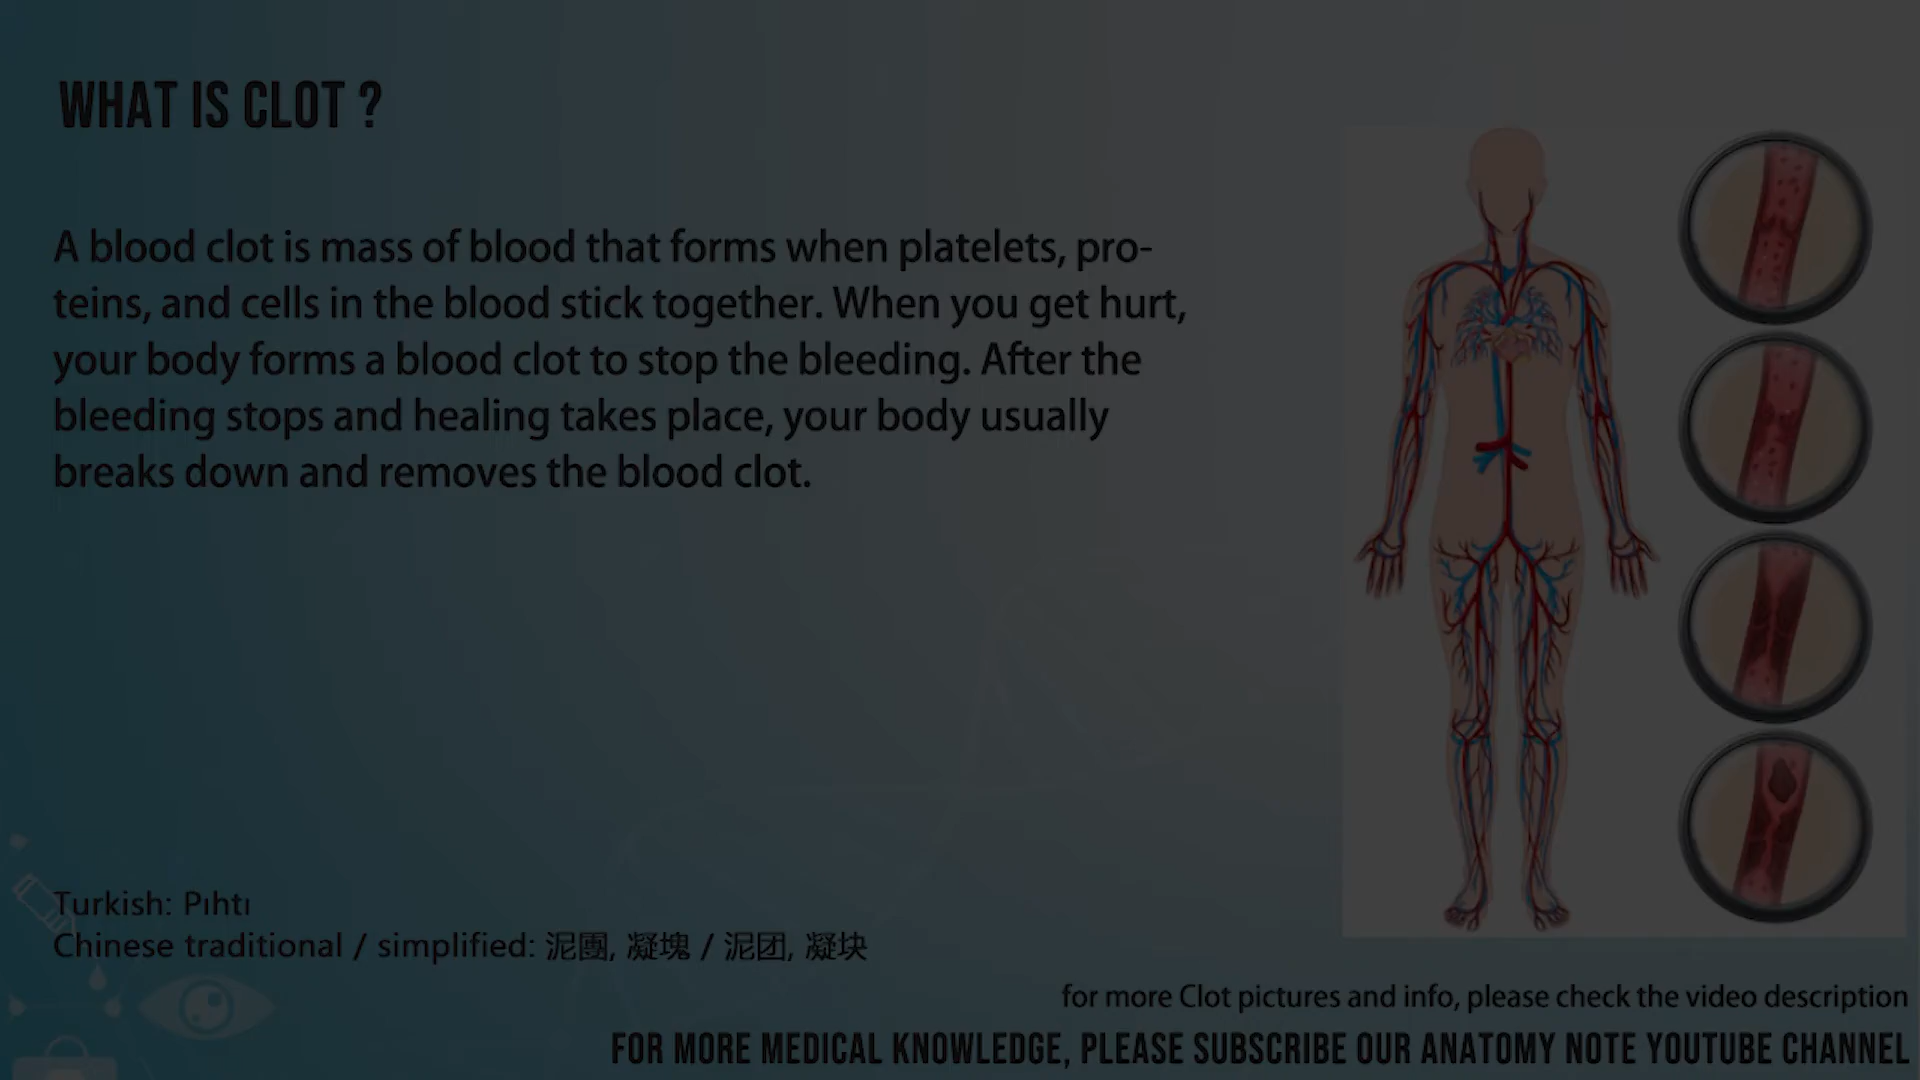 WHAT IS CLOT ?
A blood clot is mass of blood that forms when platelets, pro-
teins, and cells in the blood stick together. When you get hurt,
your body forms a blood clot to stop the bleeding. After the
bleeding stops and healing takes place, your body usually
breaks down and removes the blood clot.
Turkish: Pıhtı
Chinese traditional / simplified: 泥團, 凝塊 / 泥团, 凝块
for more Clot pictures and info, please check the video description
FOR MORE MEDICAL KNOWLEDGE, PLEASE SUBSCRIBE OUR ANATOMY NOTE YOUTUBE CHANNEL